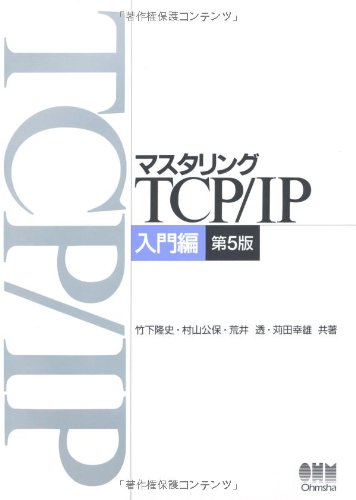 「著作権保護コンテンツ」
TCP/IP
マスタリング
TCP/IP
入門編 第5版
竹下隆史・村山公保・荒井 透・苅田幸雄 共著
OHM
Ohmsha
「著作権保護コンテンツ」